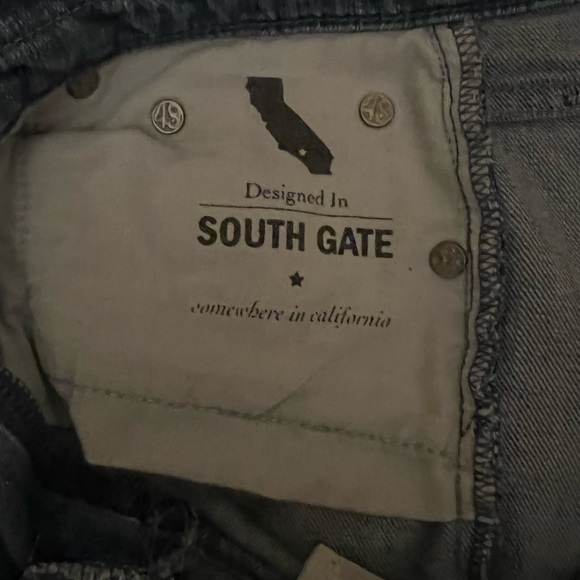 Designed In
SOUTH GATE
somewhere in california